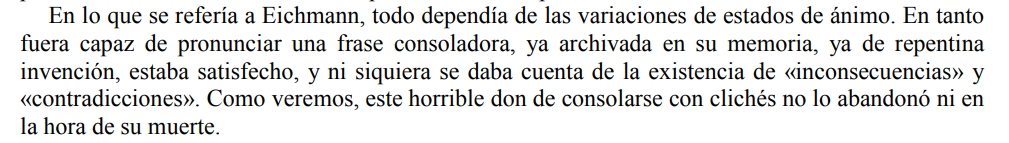 En lo que se refería a Eichmann, todo dependía de las variaciones de estados de ánimo. En tanto
fuera capaz de pronunciar una frase consoladora, ya archivada en su memoria, ya de repentina
invención, estaba satisfecho, y ni siquiera se daba cuenta de la existencia de «inconsecuencias» y
«contradicciones». Como veremos, este horrible don de consolarse con clichés no lo abandonó ni en
la hora de su muerte.